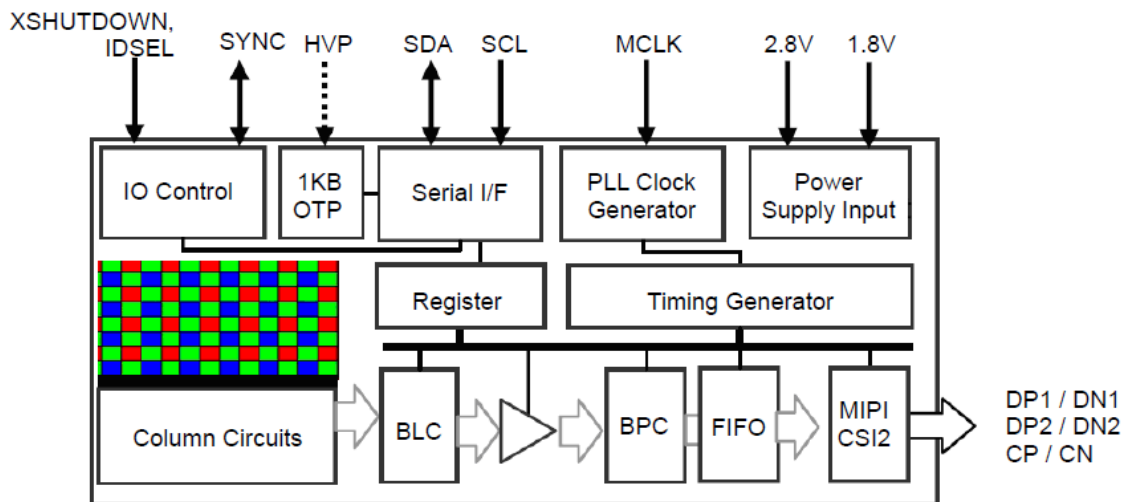 XSHUTDOWN,
IDSEL
SYNC
HVP
SDA
SCL
MCLK
2.8V
1.8V
IO Control
1KB
OTP
Serial I/F
PLL Clock
Generator
Power
Supply Input
Register
Timing Generator
Column Circuits
BLC
BPC
FIFO
MIPI
CSI2
DP1 / DN1
DP2 / DN2
CP / CN